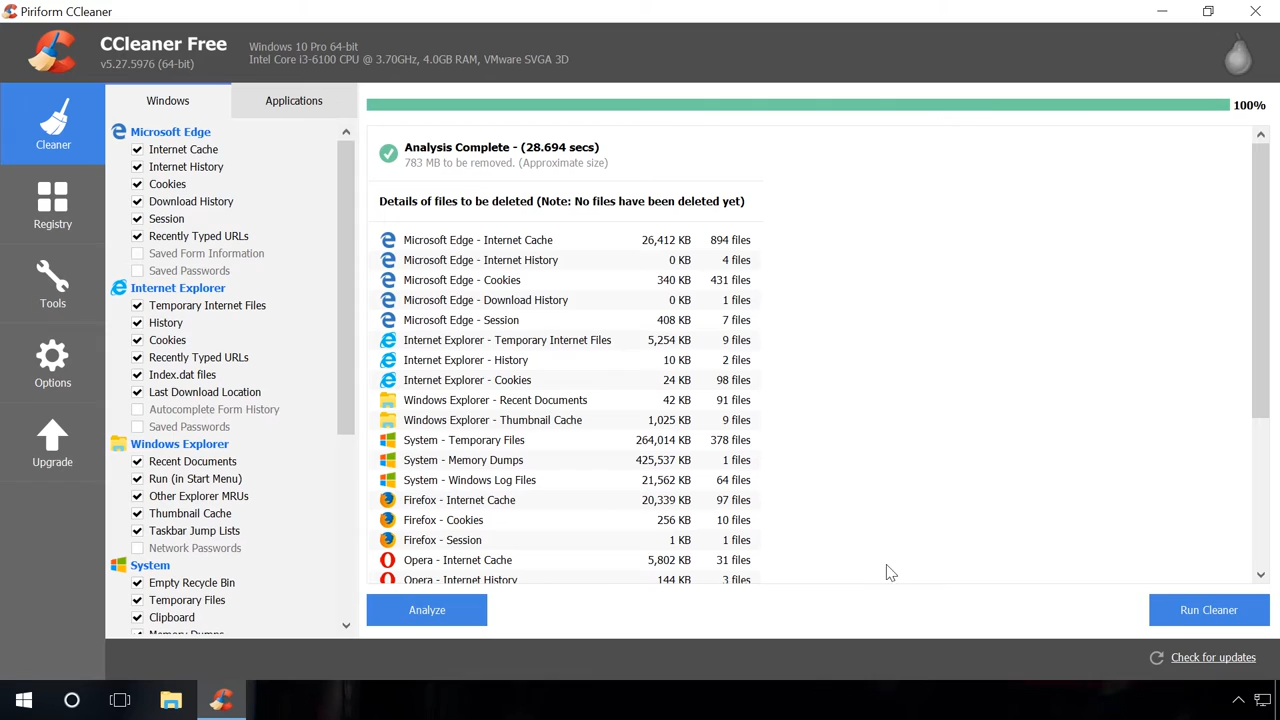 Piriform CCleaner
CCleaner Free
v5.27.5976 (64-bit)
Windows 10 Pro 64-bit
Intel Core i3-6100 CPU @ 3.70GHz, 4.0GB RAM, VMware SVGA 3D
Cleaner
Registry
Tools
Options
Upgrade
Windows
Applications
Microsoft Edge
Internet Cache
Internet History
Cookies
Download History
Session
Recently Typed URLs
Saved Form Information
Saved Passwords
Internet Explorer
Temporary Internet Files
History
Cookies
Recently Typed URLs
Index.dat files
Last Download Location
Autocomplete Form History
Saved Passwords
Windows Explorer
Recent Documents
Run (in Start Menu)
Other Explorer MRUs
Thumbnail Cache
Taskbar Jump Lists
Network Passwords
System
Empty Recycle Bin
Temporary Files
Clipboard
Memory Dumps
100%
Analysis Complete - (28.694 secs)
783 MB to be removed. (Approximate size)
Details of files to be deleted (Note: No files have been deleted yet)
Microsoft Edge - Internet Cache 26,412 KB 894 files
Microsoft Edge - Internet History 0 KB 4 files
Microsoft Edge - Cookies 340 KB 431 files
Microsoft Edge - Download History 0 KB 1 files
Microsoft Edge - Session 408 KB 7 files
Internet Explorer - Temporary Internet Files 5,254 KB 9 files
Internet Explorer - History 10 KB 2 files
Internet Explorer - Cookies 24 KB 98 files
Windows Explorer - Recent Documents 42 KB 91 files
Windows Explorer - Thumbnail Cache 1,025 KB 9 files
System - Temporary Files 264,014 KB 378 files
System - Memory Dumps 425,537 KB 1 files
System - Windows Log Files 21,562 KB 64 files
Firefox - Internet Cache 20,339 KB 97 files
Firefox - Cookies 256 KB 10 files
Firefox - Session 1 KB 1 files
Opera - Internet Cache 5,802 KB 31 files
Opera - Internet History 144 KB 3 files
Analyze
Run Cleaner
Check for updates